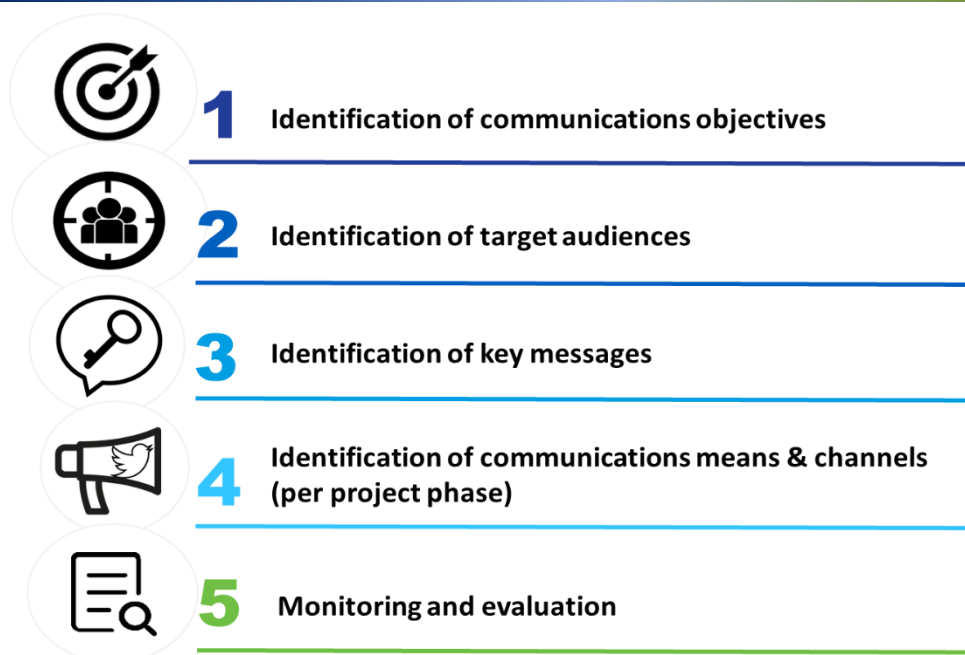 1
Identification of communications objectives
2
Identification of target audiences
3
Identification of key messages
4
Identification of communications means & channels
(per project phase)
5
Monitoring and evaluation